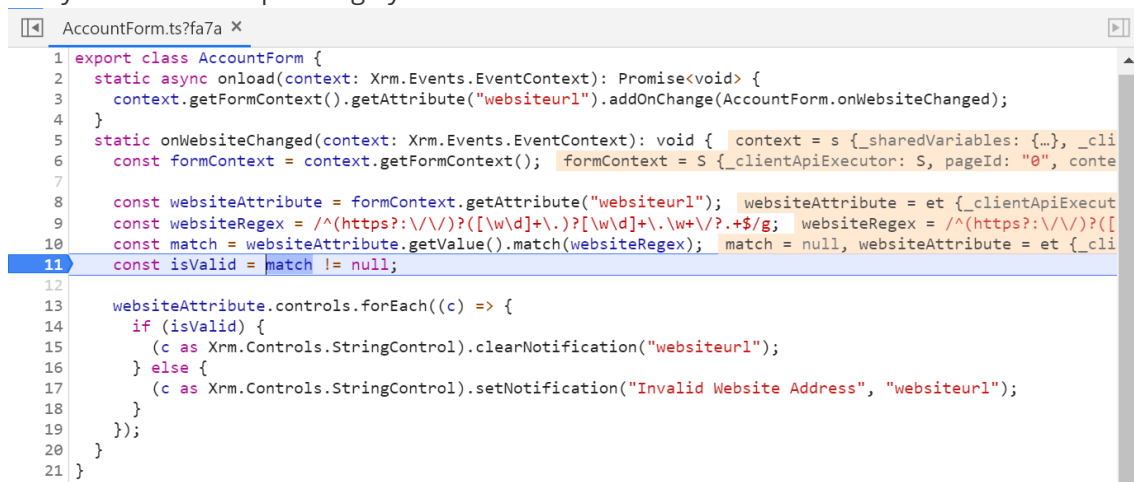 AccountForm.ts?fa7a ×
1 export class AccountForm {
2 static async onload(context: Xrm.Events.EventContext): Promise<void> {
3 context.getFormContext().getAttribute("websiteurl").addOnChange(AccountForm.onWebsiteChanged);
4 }
5 static onWebsiteChanged(context: Xrm.Events.EventContext): void { context = s {_sharedVariables: {…}, _cli
6 const formContext = context.getFormContext(); formContext = S {_clientApiExecutor: S, pageId: "0", conte
7
8 const websiteAttribute = formContext.getAttribute("websiteurl"); websiteAttribute = et {_clientApiExecut
9 const websiteRegex = /^(https?:\/\/)?([\w\d]+\.)?[\w\d]+\.\w+\/?.+$/g; websiteRegex = /^(https?:\/\/)?([
10 const match = websiteAttribute.getValue().match(websiteRegex); match = null, websiteAttribute = et {_cli
11 const isValid = match != null;
12
13 websiteAttribute.controls.forEach((c) => {
14 if (isValid) {
15 (c as Xrm.Controls.StringControl).clearNotification("websiteurl");
16 } else {
17 (c as Xrm.Controls.StringControl).setNotification("Invalid Website Address", "websiteurl");
18 }
19 });
20 }
21 }